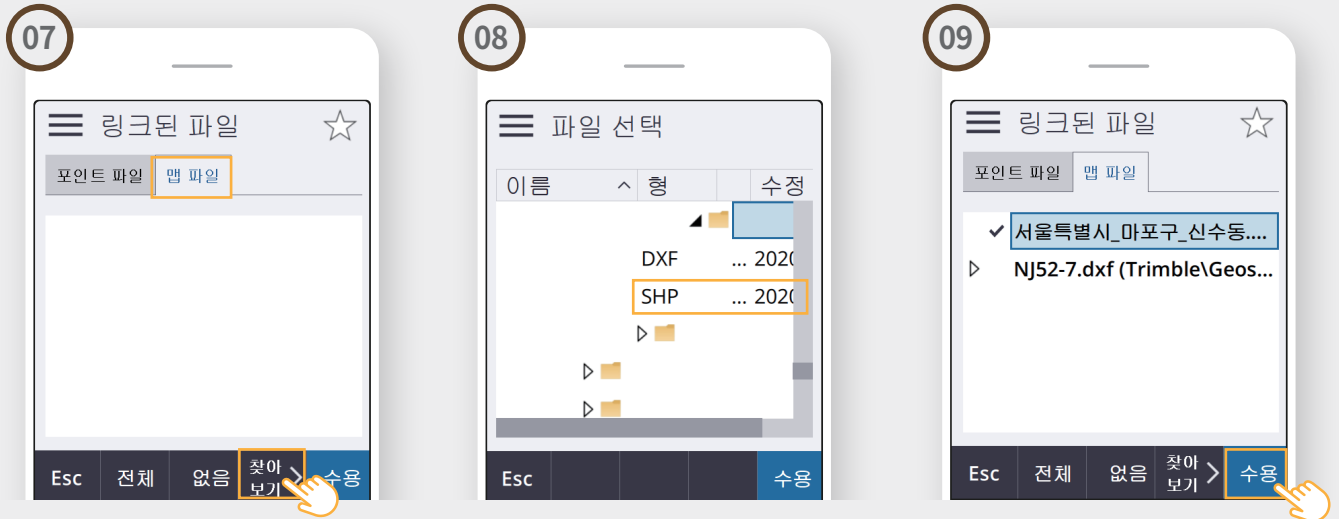 07
링크된 파일
포인트 파일 맵 파일
Esc 전체 없음 찾아 보기 수용
08
파일 선택
이름 형 수정
DXF ... 2020
SHP ... 2020
Esc 수용
09
링크된 파일
포인트 파일 맵 파일
서울특별시_마포구_신수동....
NJ52-7.dxf (Trimble\Geos...
Esc 전체 없음 찾아 보기 수용